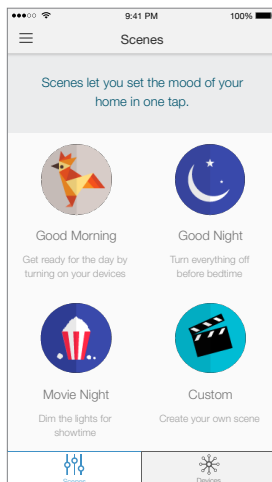 9:41 PM 100%
Scenes
Scenes let you set the mood of your
home in one tap.
Good Morning Good Night
Get ready for the day by Turn everything off
turning on your devices before bedtime
Movie Night Custom
Dim the lights for Create your own scene
showtime
Scenes Devices